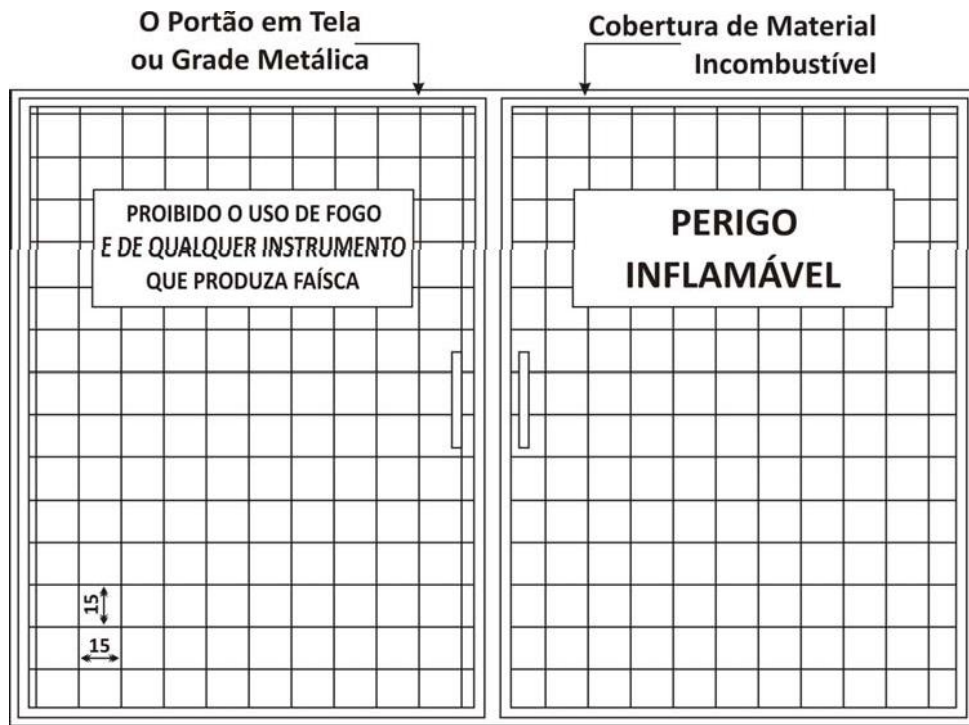 O Portão em Tela
ou Grade Metálica
Cobertura de Material
Incombustível
PROIBIDO O USO DE FOGO
E DE QUALQUER INSTRUMENTO
QUE PRODUZA FAÍSCA
PERIGO
INFLAMÁVEL
15
15